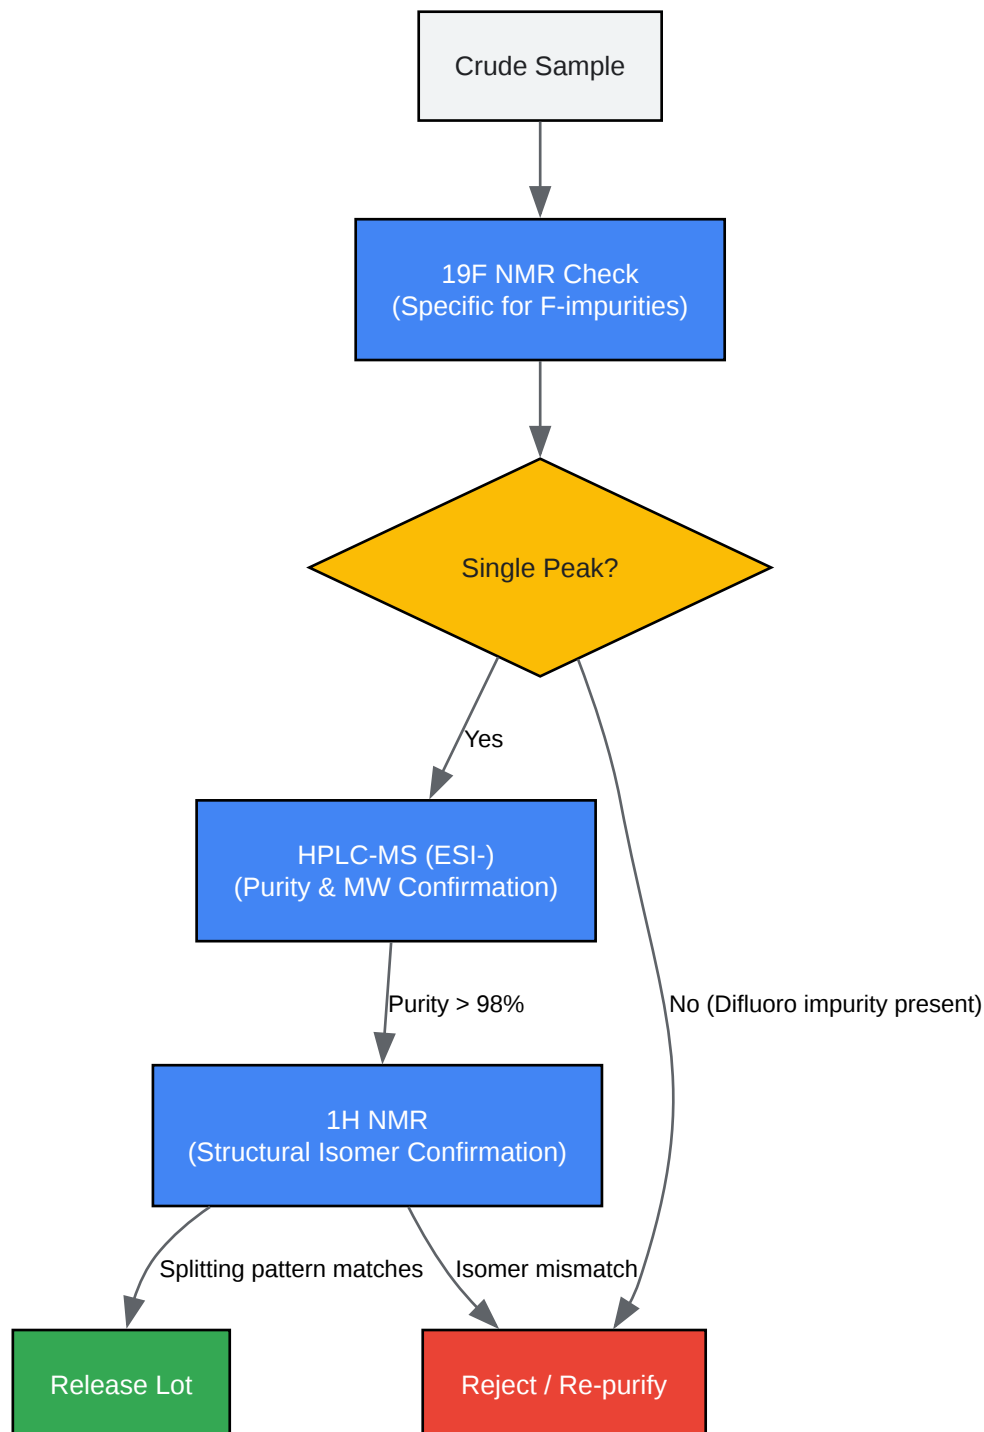 Crude Sample
19F NMR Check
(Specific for F-impurities)
Single Peak?
Yes
HPLC-MS (ESI-)
(Purity & MW Confirmation)
Purity > 98%
No (Difluoro impurity present)
1H NMR
(Structural Isomer Confirmation)
Splitting pattern matches
Isomer mismatch
Release Lot
Reject / Re-purify